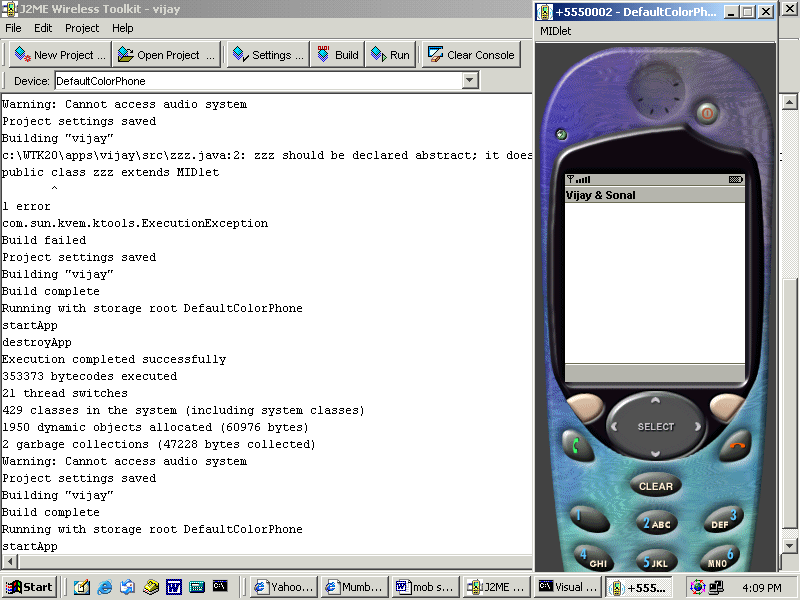 J2ME Wireless Toolkit - vijay
File Edit Project Help
New Project ... Open Project ... Settings ... Build Run Clear Console
Device: DefaultColorPhone
Warning: Cannot access audio system
Project settings saved
Building "vijay"
c:\WTK20\apps\vijay\src\zzz.java:2: zzz should be declared abstract; it does
public class zzz extends MIDlet
^
1 error
com.sun.kvem.ktools.ExecutionException
Build failed
Project settings saved
Building "vijay"
Build complete
Running with storage root DefaultColorPhone
startApp
destroyApp
Execution completed successfully
353373 bytecodes executed
21 thread switches
429 classes in the system (including system classes)
1950 dynamic objects allocated (60976 bytes)
2 garbage collections (47228 bytes collected)
Warning: Cannot access audio system
Project settings saved
Building "vijay"
Build complete
Running with storage root DefaultColorPhone
startApp
+5550002 - DefaultColorPh...
MIDlet
Vijay & Sonal
SELECT
CLEAR
1 2 ABC DEF 3
4 GHI 5 JKL MNO 6
Start Yahoo... Mumb... mob s... J2ME ... Visual ... +555... 4:09 PM